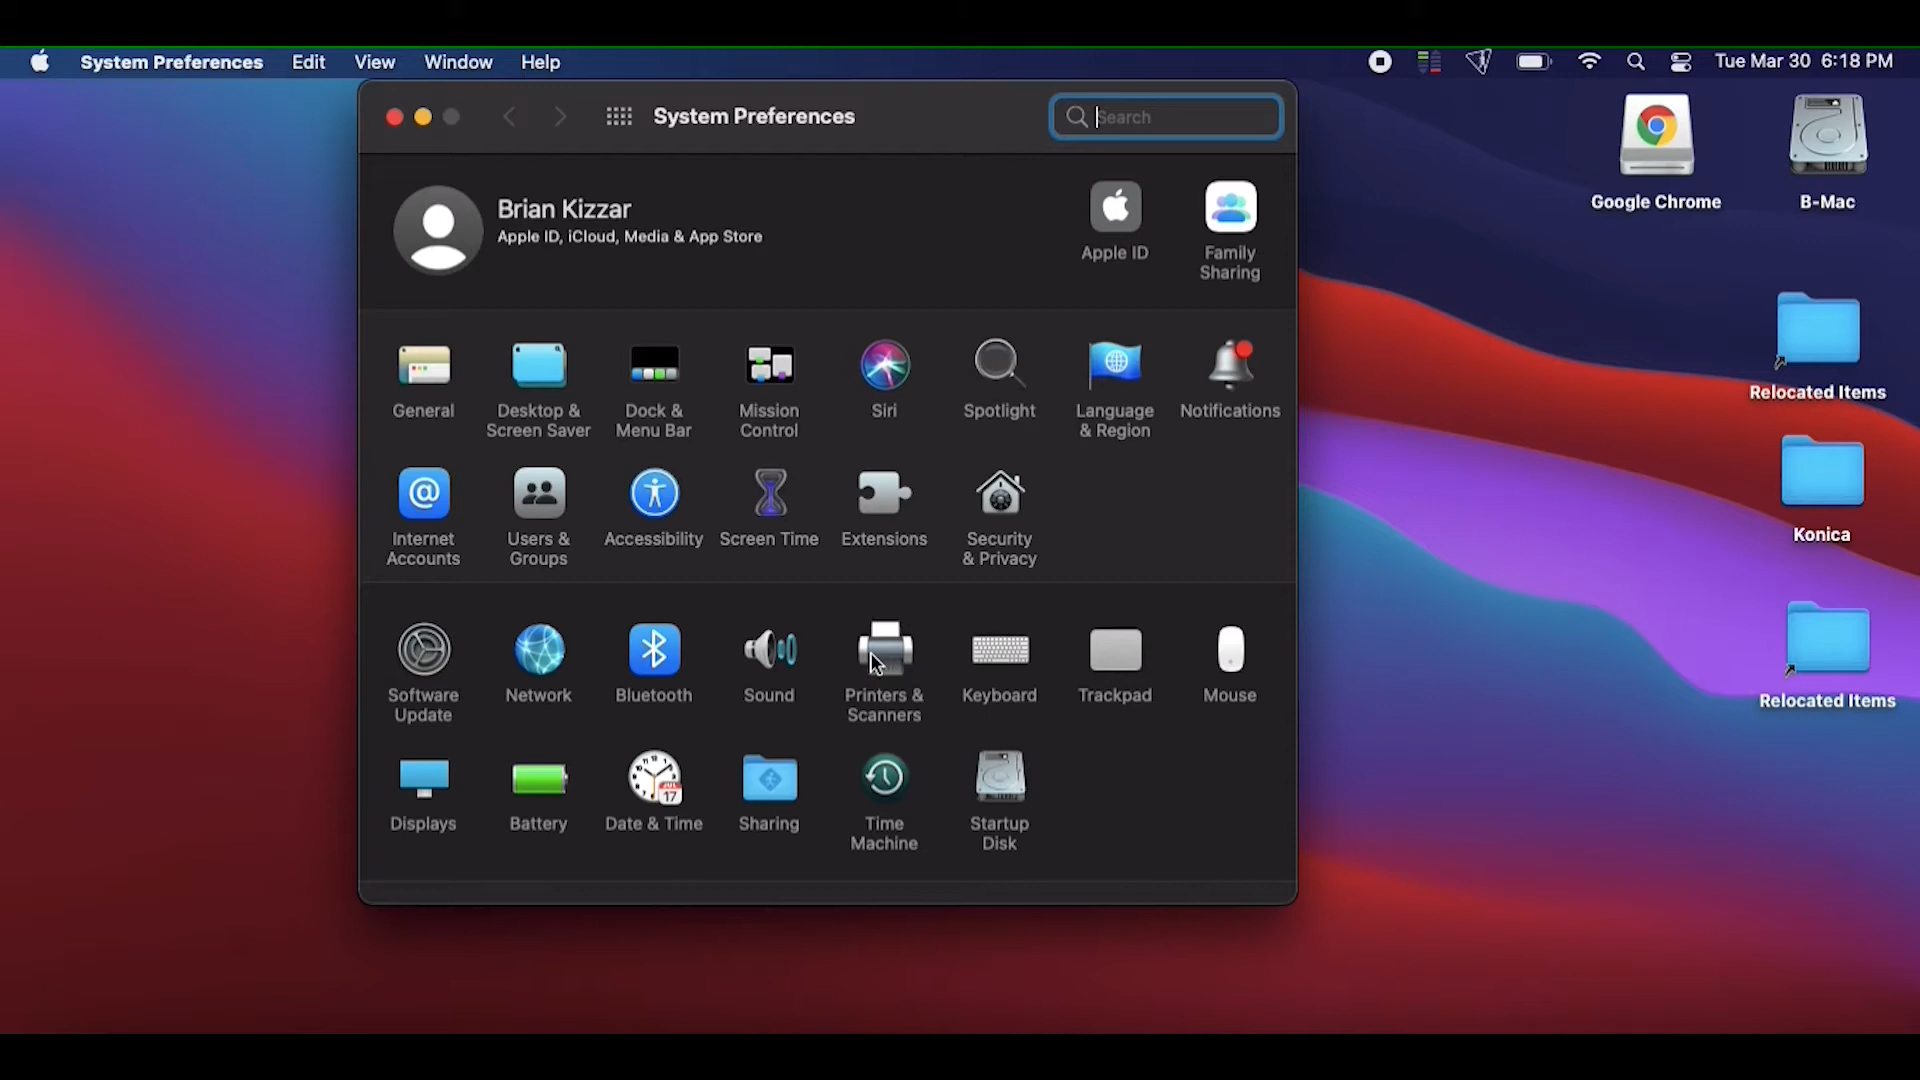 System Preferences Edit View Window Help Tue Mar 30 6:18 PM
System Preferences Search
Brian Kizzar
Apple ID, iCloud, Media & App Store
Apple ID
Family
Sharing
General
Desktop &
Screen Saver
Dock &
Menu Bar
Mission
Control
Siri
Spotlight
Language
& Region
Notifications
Internet
Accounts
Users &
Groups
Accessibility
Screen Time
Extensions
Security
& Privacy
Software
Update
Network
Bluetooth
Sound
Printers &
Scanners
Keyboard
Trackpad
Mouse
Displays
Battery
JUL
17
Date & Time
Sharing
Time
Machine
Startup
Disk
Google Chrome
B-Mac
Relocated Items
Konica
Relocated Items